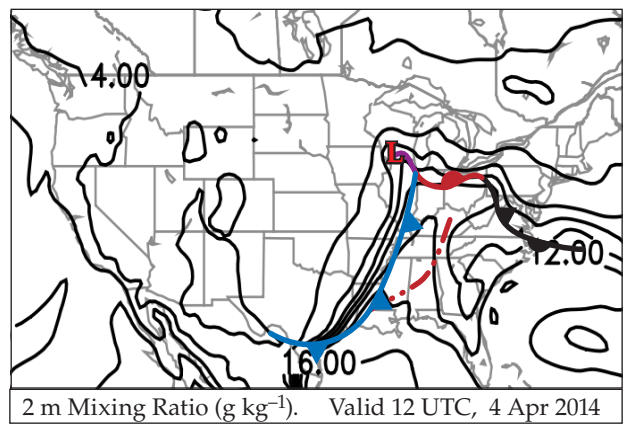 4.00
L
12.00
16.00
2 m Mixing Ratio (g kg⁻¹). Valid 12 UTC, 4 Apr 2014